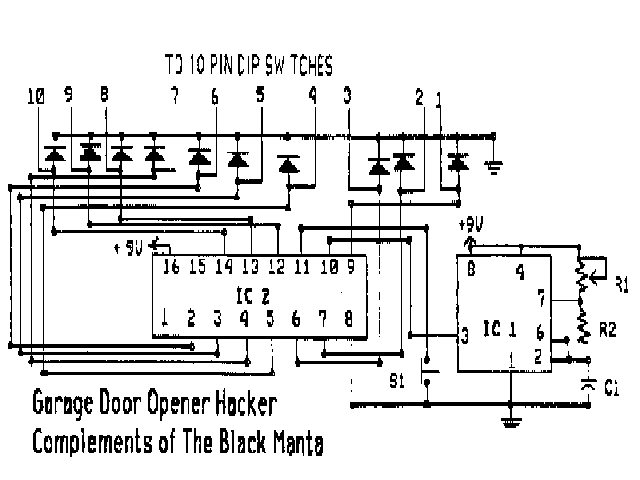 TO 10 PIN DIP SW TCHES
10 9 8 7 6 5 4 3 2 1
+9V
+9V
16 15 14 13 12 11 10 9
8 4
IC 2
7
R1
1 2 3 4 5 6 7 8
3 IC 1 6
R2
1 2
S1
C1
Garage Door Opener Hacker
Complements of The Black Manta